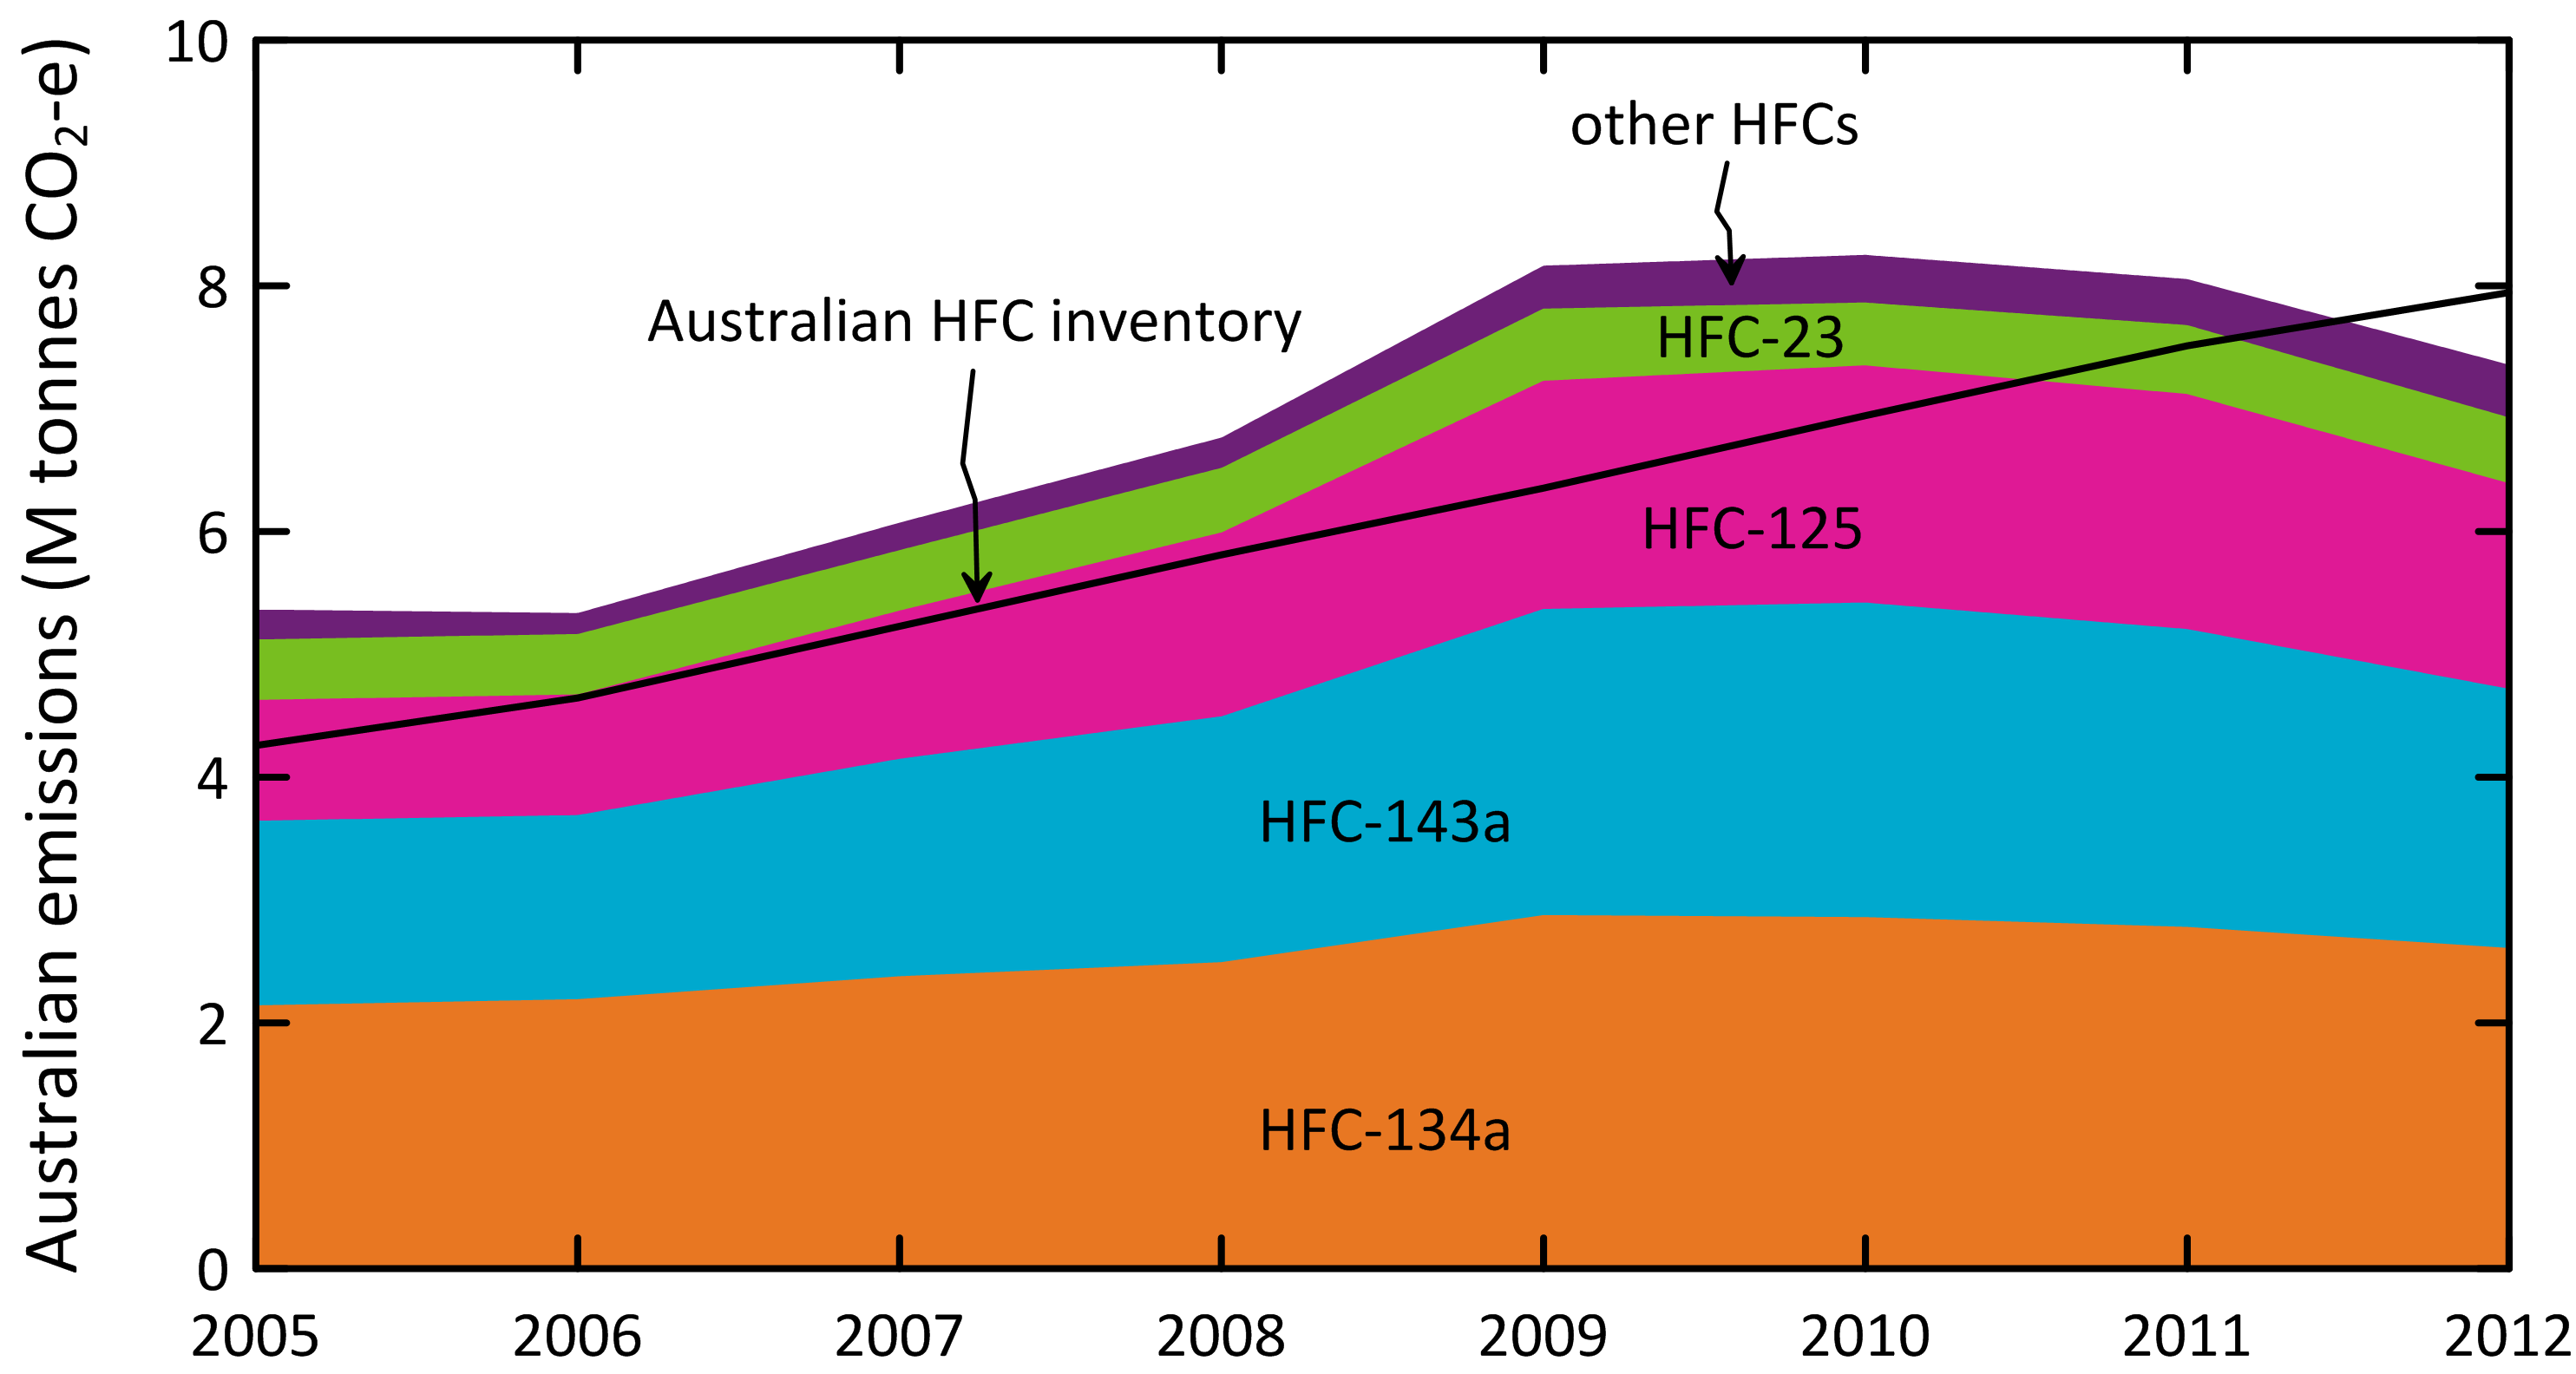 Australian emissions (M tonnes CO₂-e)
10
8
6
4
2
0
other HFCs
Australian HFC inventory
HFC-23
HFC-125
HFC-143a
HFC-134a
2005 2006 2007 2008 2009 2010 2011 2012